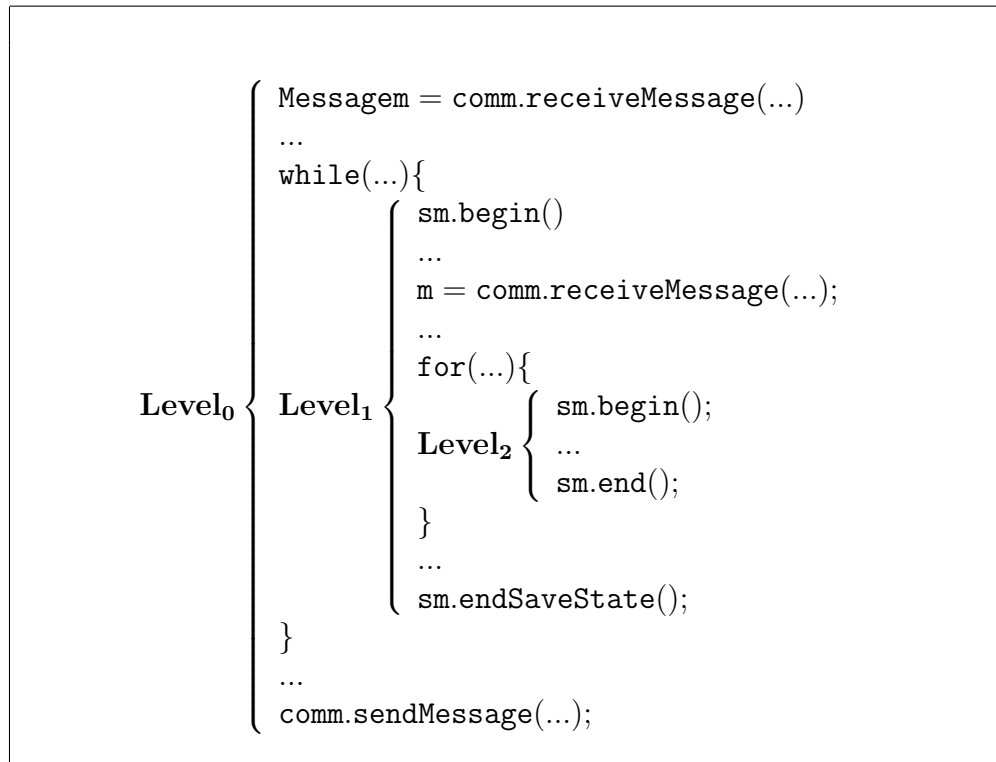 Messagem = comm.receiveMessage(...)
...
while(...){
sm.begin()
...
m = comm.receiveMessage(...);
...
for(...){
Level0 Level1 Level2 sm.begin();
...
sm.end();
}
...
sm.endSaveState();
}
...
comm.sendMessage(...);